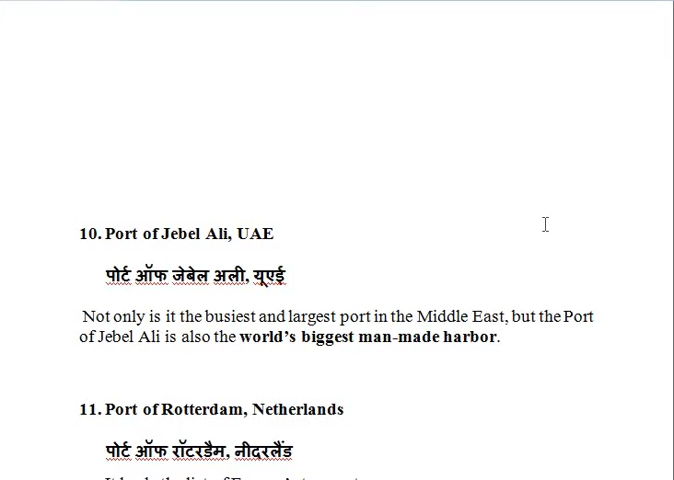 10. Port of Jebel Ali, UAE
पोर्ट ऑफ जेबेल अली, यूएई
Not only is it the busiest and largest port in the Middle East, but the Port
of Jebel Ali is also the world's biggest man-made harbor.
11. Port of Rotterdam, Netherlands
पोर्ट ऑफ रॉटरडैम, नीदरलैंड